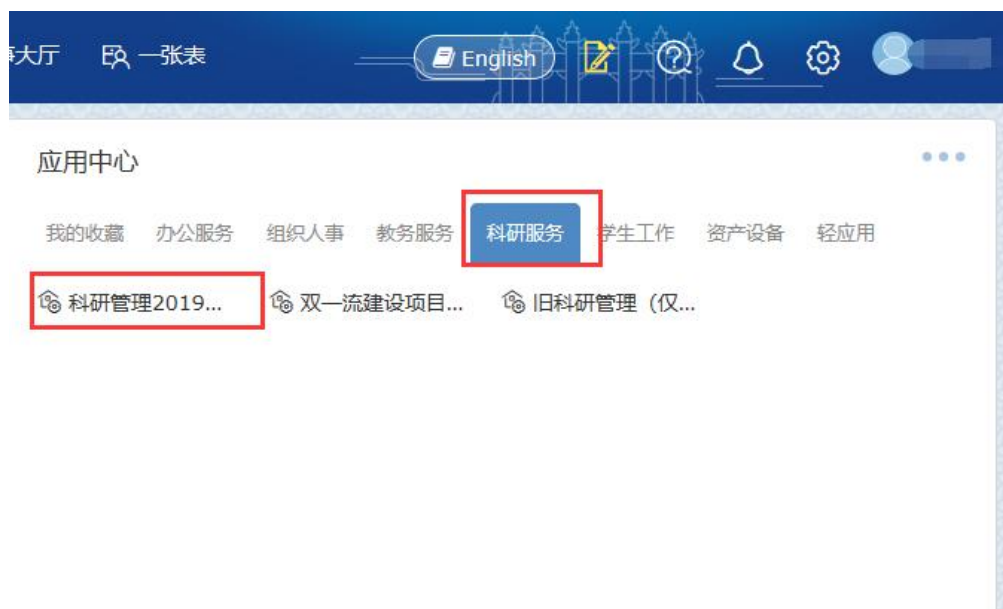 大厅 一张表 English
应用中心
我的收藏 办公服务 组织人事 教务服务 科研服务 学生工作 资产设备 轻应用
科研管理2019... 双一流建设项目... 旧科研管理（仅...